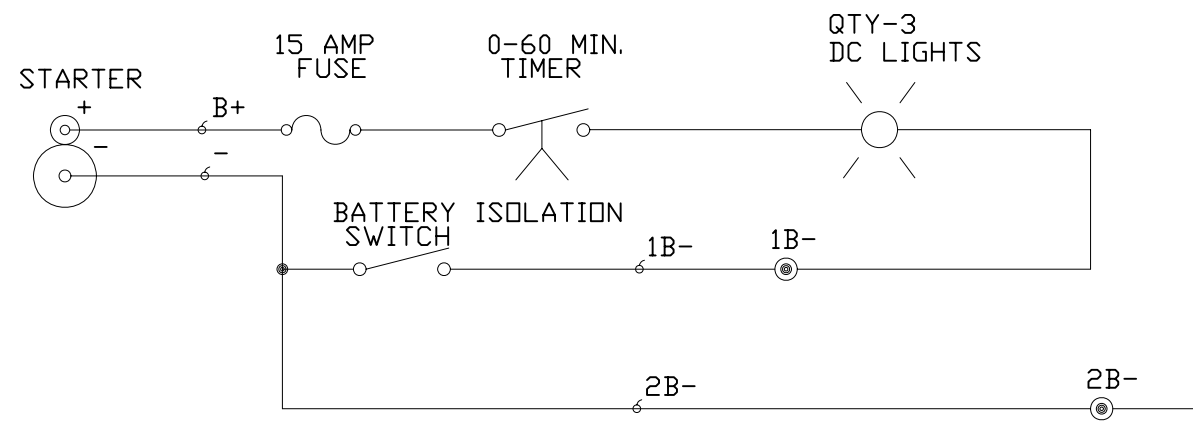 QTY-3
DC LIGHTS
15 AMP
FUSE
0-60 MIN.
TIMER
STARTER
+
B+
-
-
BATTERY ISOLATION
SWITCH
1B-
1B-
2B-
2B-